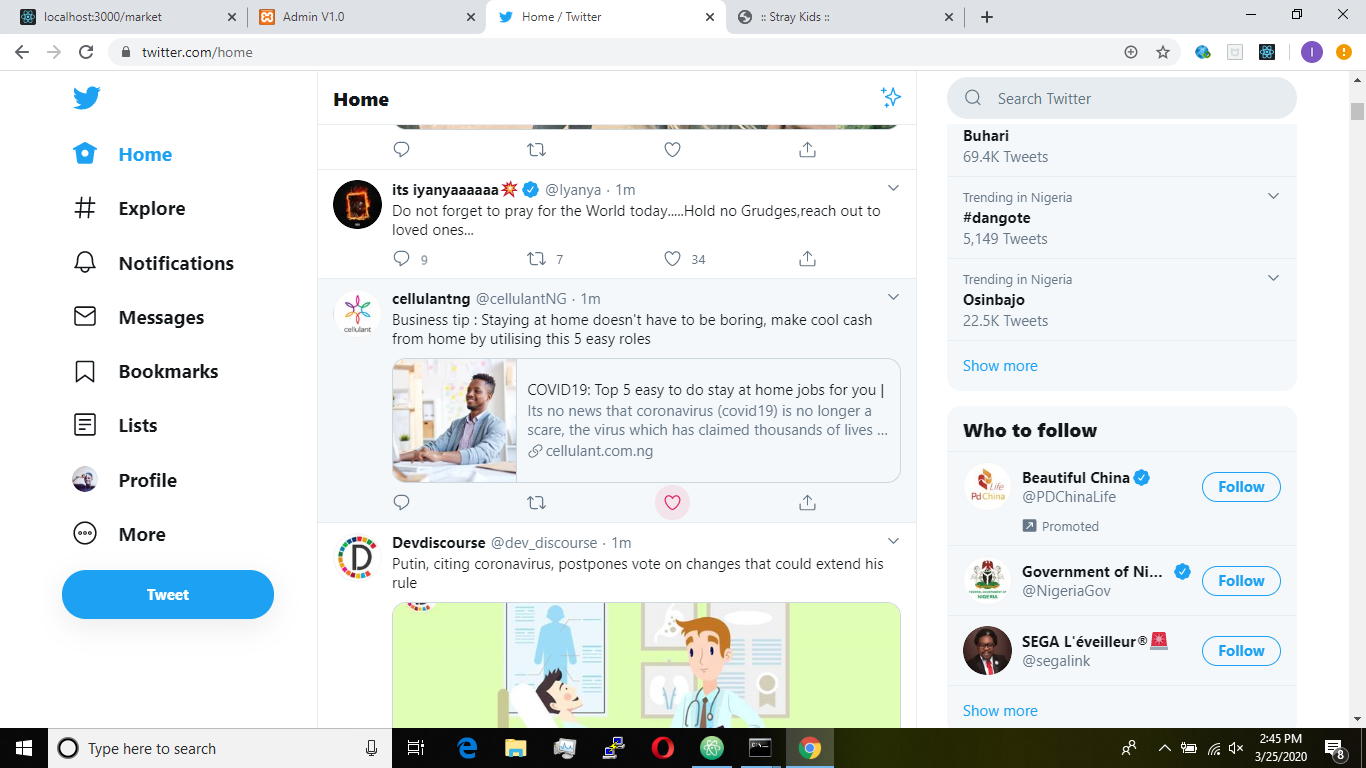 localhost:3000/market
Admin V1.0
Home / Twitter
:: Stray Kids ::
twitter.com/home
I
Home
Explore
Notifications
Messages
Bookmarks
Lists
Profile
More
Tweet
Home
its iyanyaaaaaa @Iyanya · 1m
Do not forget to pray for the World today.....Hold no Grudges,reach out to
loved ones...
9 7 34
cellulant
cellulantng @cellulantNG · 1m
Business tip : Staying at home doesn't have to be boring, make cool cash
from home by utilising this 5 easy roles
COVID19: Top 5 easy to do stay at home jobs for you |
Its no news that coronavirus (covid19) is no longer a
scare, the virus which has claimed thousands of lives ...
cellulant.com.ng
D
Devdiscourse @dev_discourse · 1m
Putin, citing coronavirus, postpones vote on changes that could extend his
rule
Search Twitter
Buhari
69.4K Tweets
Trending in Nigeria
#dangote
5,149 Tweets
Trending in Nigeria
Osinbajo
22.5K Tweets
Show more
Who to follow
Life
Pd China
Beautiful China
@PDChinaLife
Promoted
Follow
NIGERIA
Government of Ni...
@NigeriaGov
Follow
SEGA L'éveilleur®
@segalink
Follow
Show more
Type here to search
2:45 PM
3/25/2020
8